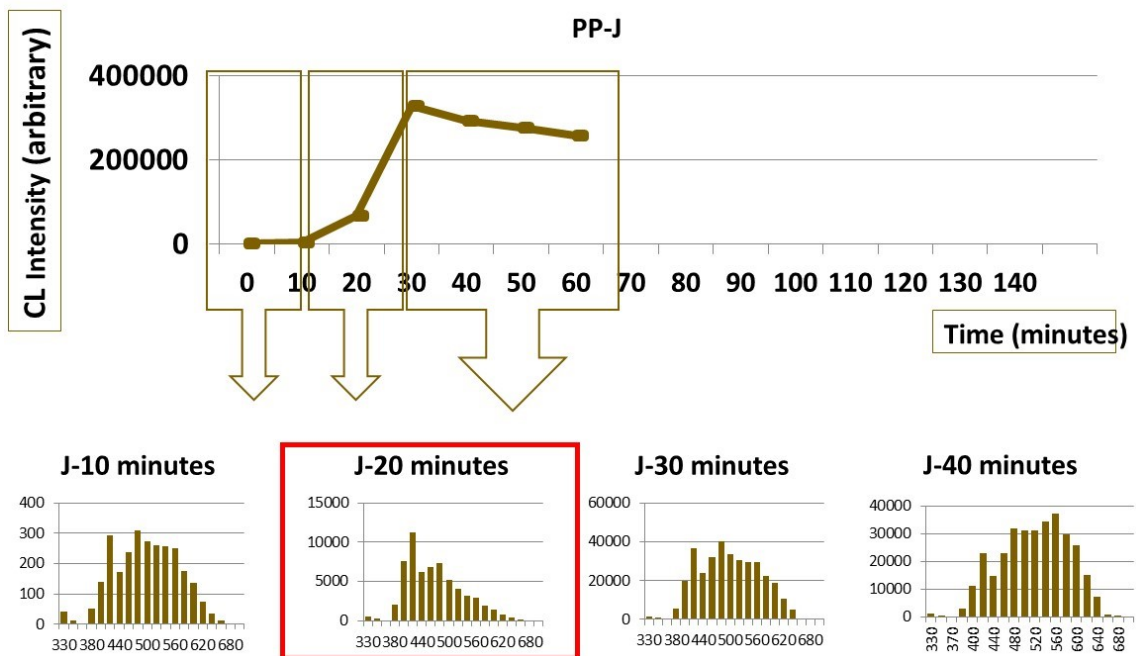 PP-J
CL Intensity (arbitrary)
400000
200000
0
0 10 20 30 40 50 60 70 80 90 100 110 120 130 140
Time (minutes)
J-10 minutes
400
300
200
100
0
330 380 440 500 560 620 680
J-20 minutes
15000
10000
5000
0
330 380 440 500 560 620 680
J-30 minutes
60000
40000
20000
0
330 380 440 500 560 620 680
J-40 minutes
40000
30000
20000
10000
0
330 370 400 440 480 520 560 600 640 680